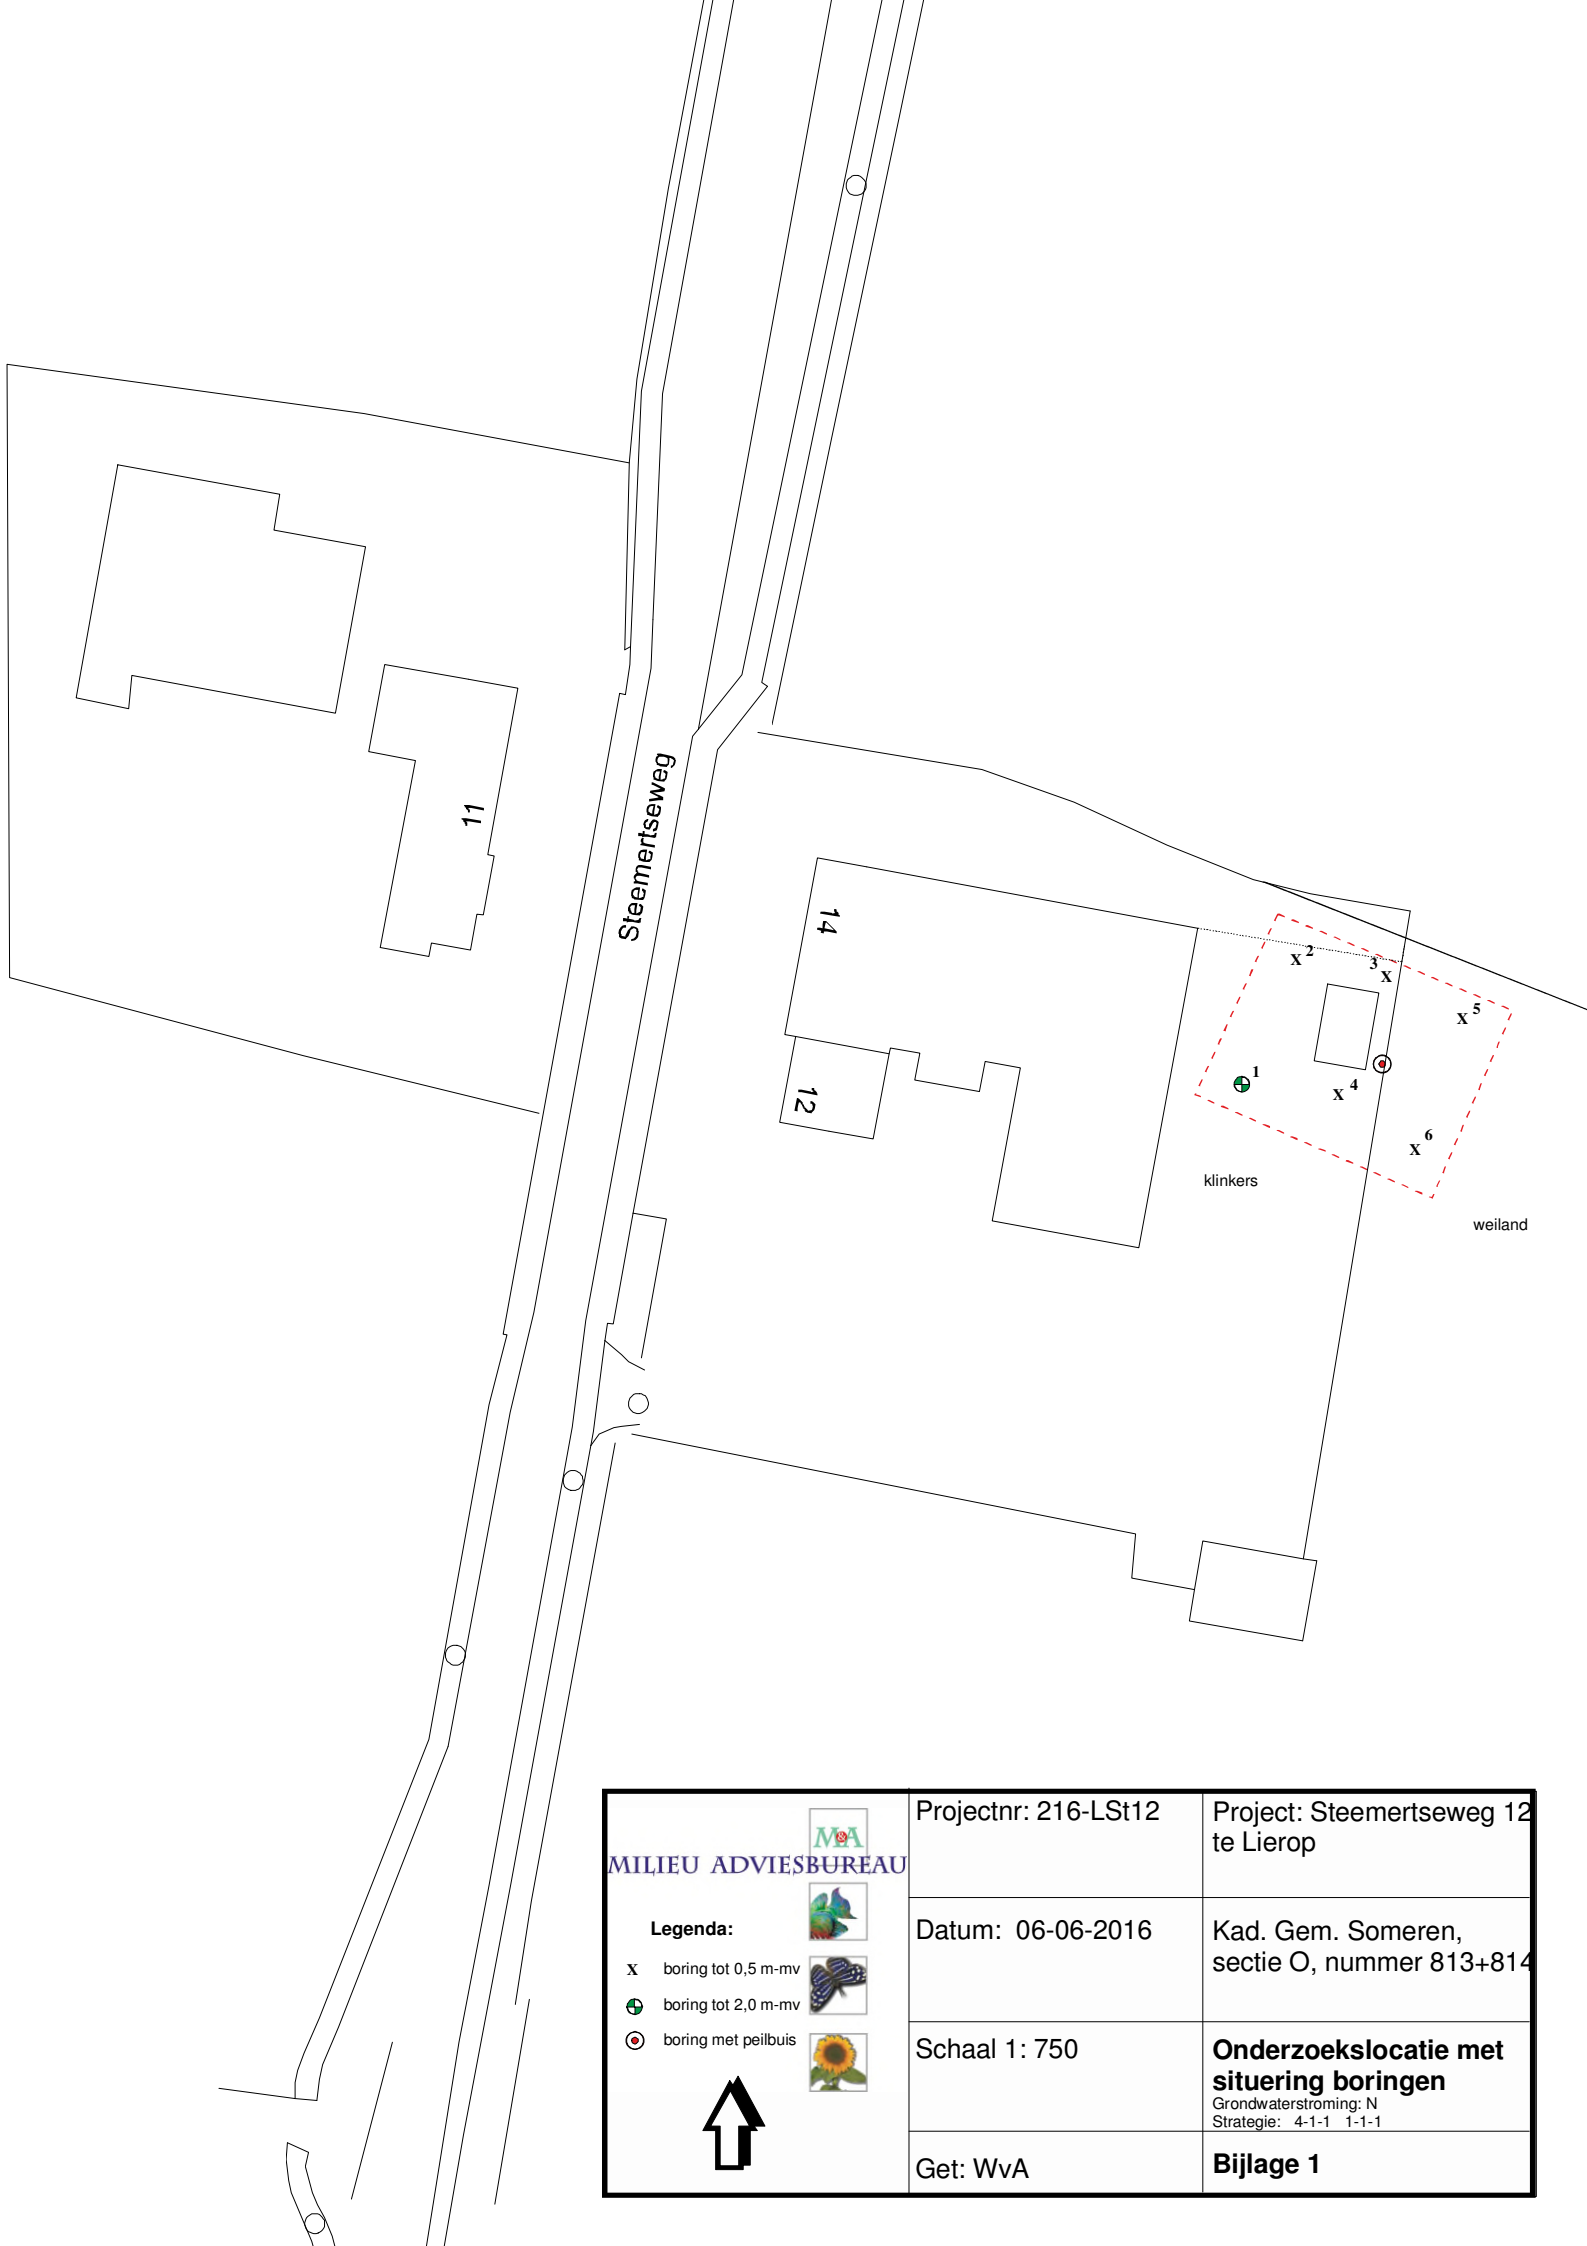 11
Steemertseweg
14
12
2
3
5
1
4
6
x
x
x
x
x
klinkers
weiland
M&A
MILIEU ADVIESBUREAU
Legenda:
x boring tot 0,5 m-mv
boring tot 2,0 m-mv
boring met peilbuis
Projectnr: 216-LSt12
Project: Steemertseweg 12
te Lierop
Datum: 06-06-2016
Kad. Gem. Someren,
sectie O, nummer 813+814
Schaal 1: 750
Onderzoekslocatie met
situering boringen
Grondwaterstroming: N
Strategie: 4-1-1 1-1-1
Get: WvA
Bijlage 1